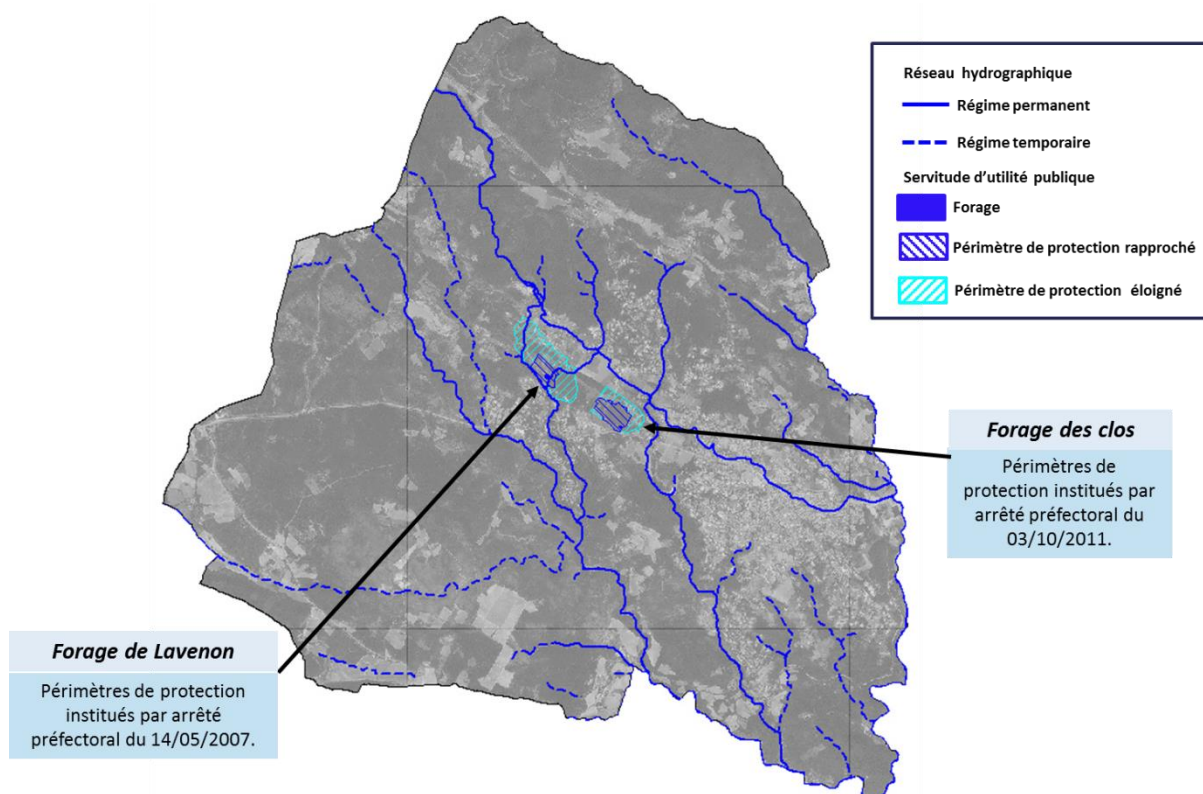 Réseau hydrographique
Régime permanent
Régime temporaire
Servitude d'utilité publique
Forage
Périmètre de protection rapproché
Périmètre de protection éloigné
Forage des clos
Périmètres de
protection institués par
arrêté préfectoral du
03/10/2011.
Forage de Lavenon
Périmètres de protection
institués par arrêté
préfectoral du 14/05/2007.